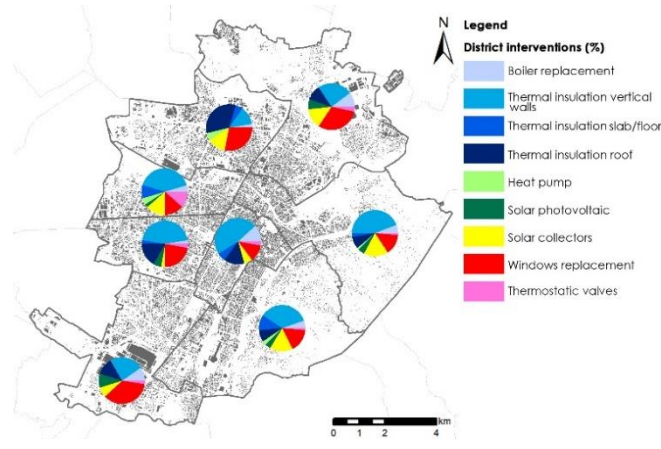 N
Legend
District interventions (%)
Boiler replacement
Thermal insulation vertical
walls
Thermal insulation slab/floor
Thermal insulation roof
Heat pump
Solar photovoltaic
Solar collectors
Windows replacement
Thermostatic valves
km
0 1 2 4